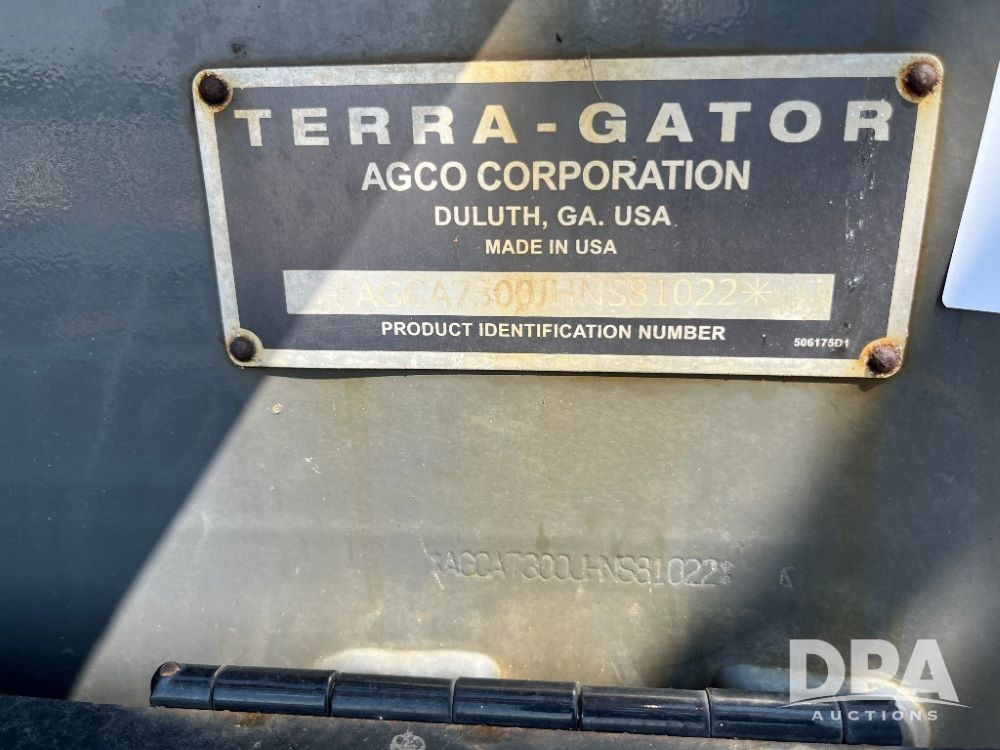 TERRA-GATOR
AGCO CORPORATION
DULUTH, GA. USA
MADE IN USA
*AGCA7300JHNS81022*
PRODUCT IDENTIFICATION NUMBER
506175D1
*AGCA7300JHNS81022*
DPA
AUCTIONS